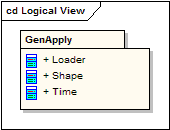 cd Logical View
GenApply
+ Loader
+ Shape
+ Time